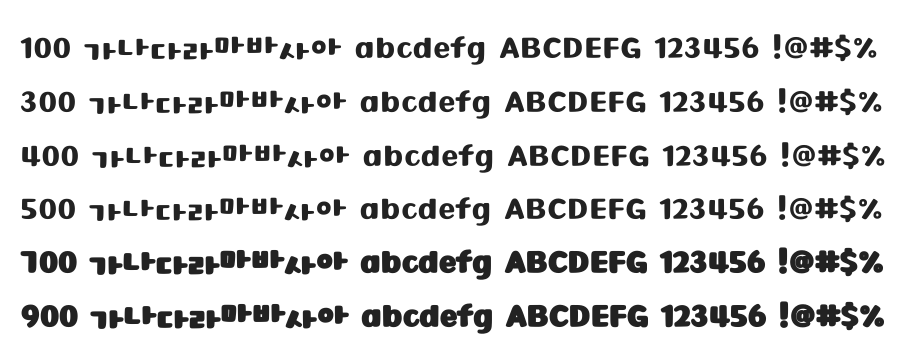 100 가나다라마바사아 abcdefg ABCDEFG 123456 !@#$%
300 가나다라마바사아 abcdefg ABCDEFG 123456 !@#$%
400 가나다라마바사아 abcdefg ABCDEFG 123456 !@#$%
500 가나다라마바사아 abcdefg ABCDEFG 123456 !@#$%
700 가나다라마바사아 abcdefg ABCDEFG 123456 !@#$%
900 가나다라마바사아 abcdefg ABCDEFG 123456 !@#$%